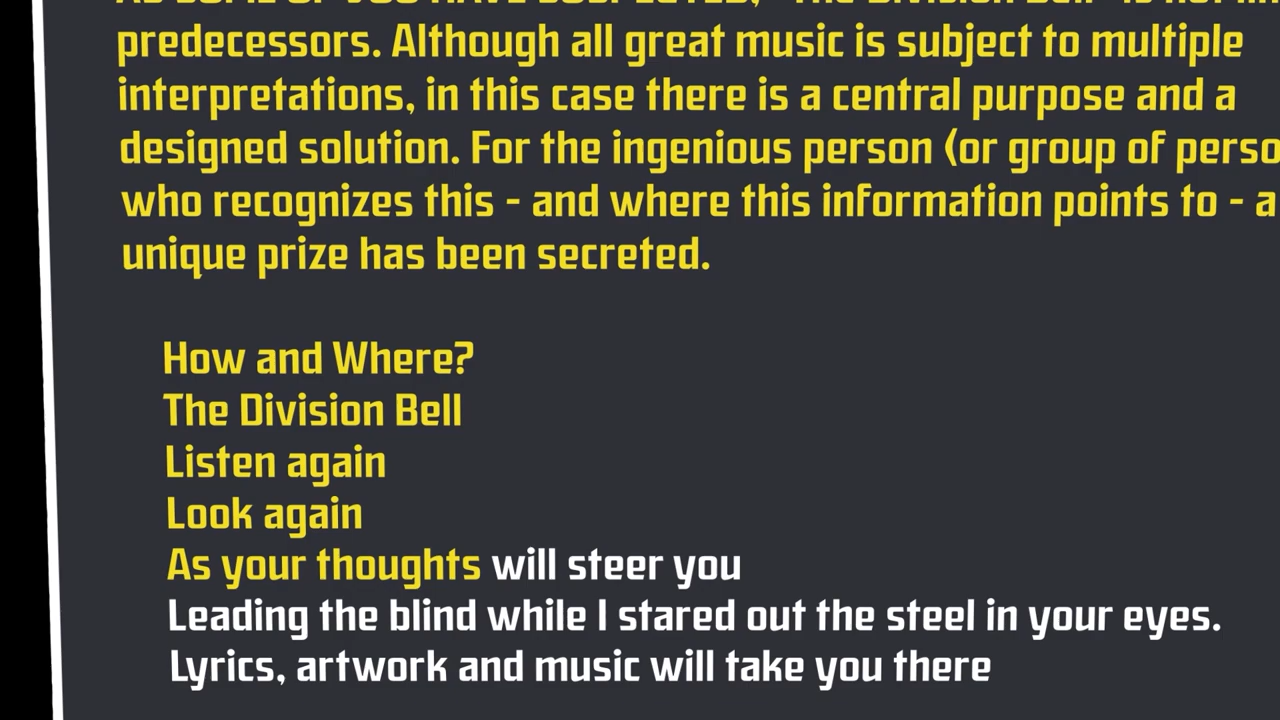 predecessors. Although all great music is subject to multiple
interpretations, in this case there is a central purpose and a
designed solution. For the ingenious person (or group of perso
who recognizes this - and where this information points to - a
unique prize has been secreted.
How and Where?
The Division Bell
Listen again
Look again
As your thoughts will steer you
Leading the blind while I stared out the steel in your eyes.
Lyrics, artwork and music will take you there